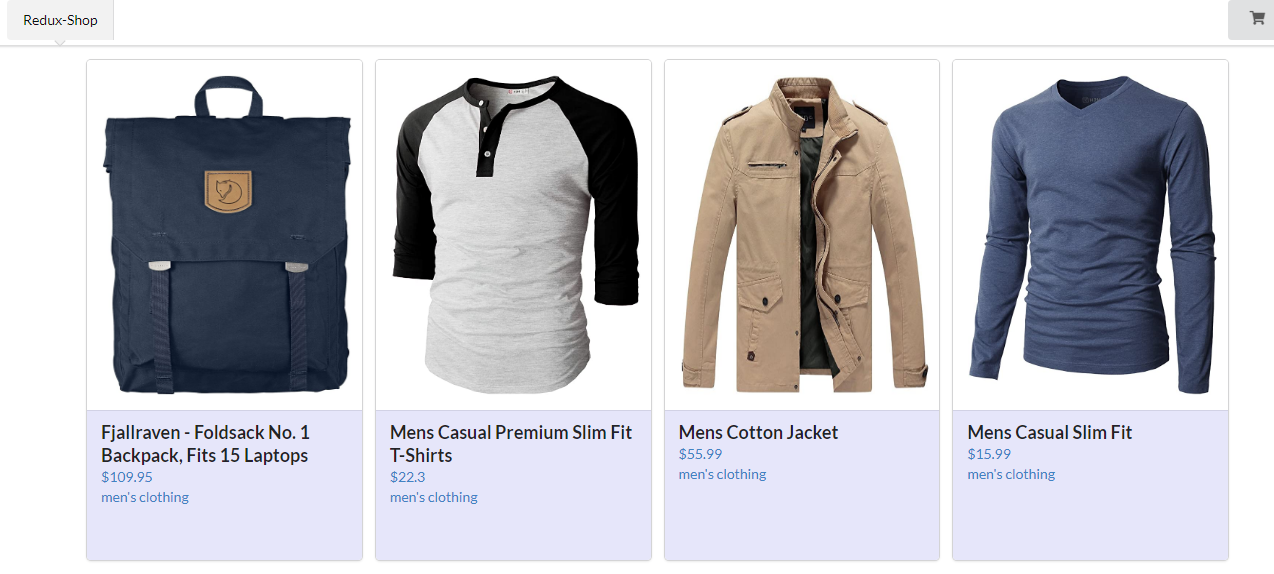 Redux-Shop
Fjallraven - Foldsack No. 1
Backpack, Fits 15 Laptops
$109.95
men's clothing
Mens Casual Premium Slim Fit
T-Shirts
$22.3
men's clothing
Mens Cotton Jacket
$55.99
men's clothing
Mens Casual Slim Fit
$15.99
men's clothing